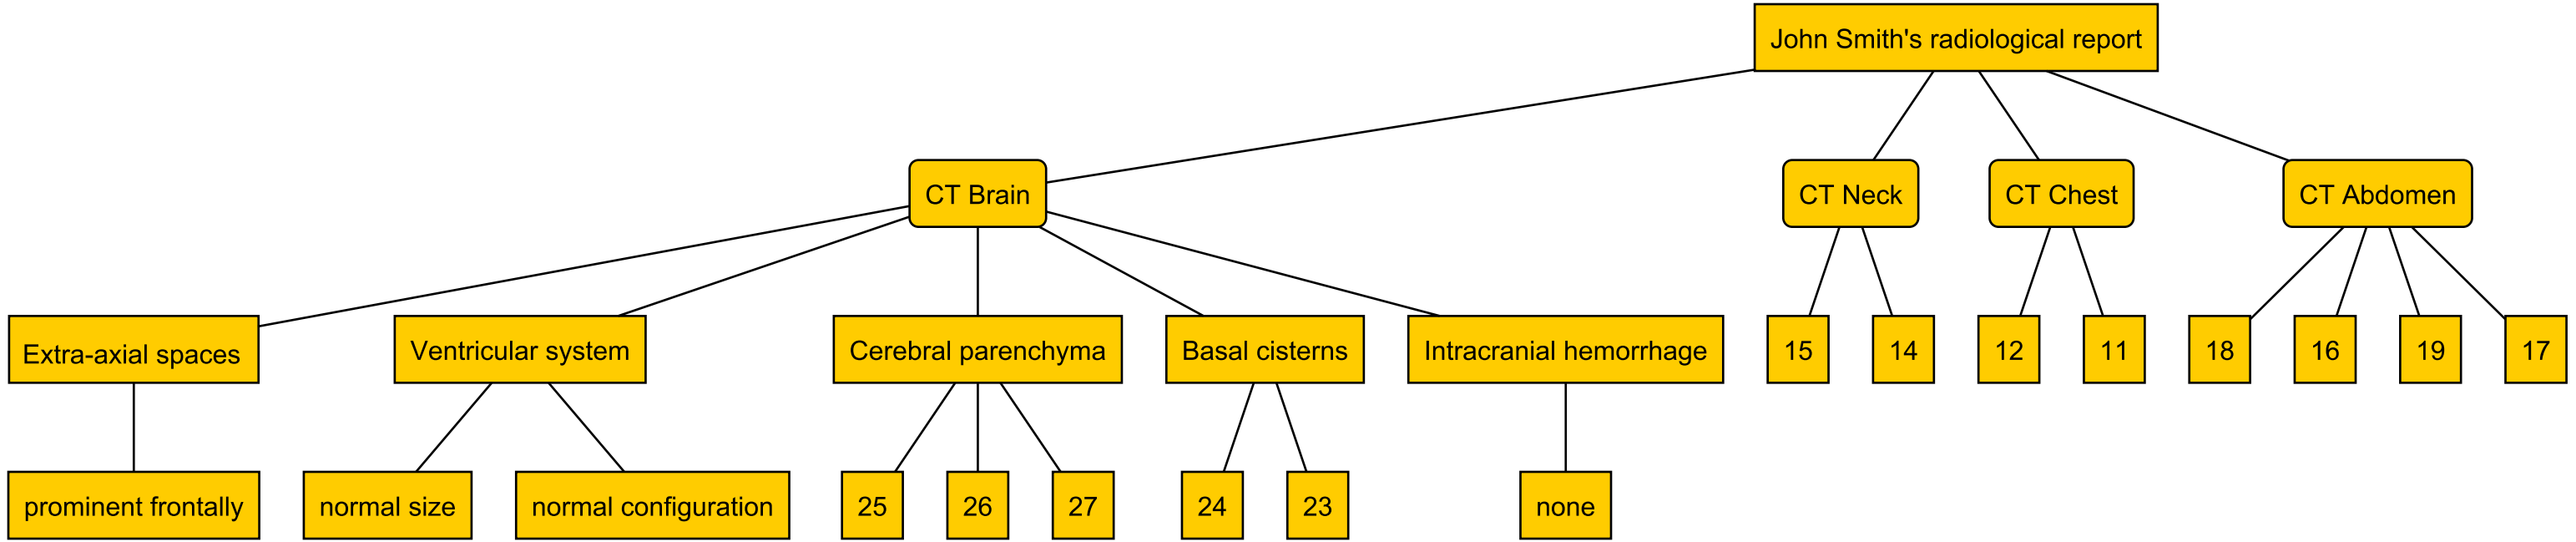 John Smith's radiological report
CT Brain
CT Neck
CT Chest
CT Abdomen
Extra-axial spaces
Ventricular system
Cerebral parenchyma
Basal cisterns
Intracranial hemorrhage
15
14
12
11
18
16
19
17
prominent frontally
normal size
normal configuration
25
26
27
24
23
none